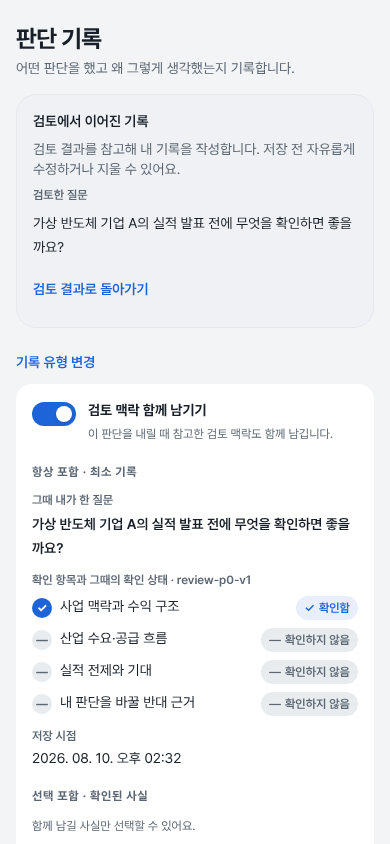 판단 기록
어떤 판단을 했고 왜 그렇게 생각했는지 기록합니다.
검토에서 이어진 기록
검토 결과를 참고해 내 기록을 작성합니다. 저장 전 자유롭게
수정하거나 지울 수 있어요.
검토한 질문
가상 반도체 기업 A의 실적 발표 전에 무엇을 확인하면 좋을
까요?
검토 결과로 돌아가기
기록 유형 변경
검토 맥락 함께 남기기
이 판단을 내릴 때 참고한 검토 맥락도 함께 남깁니다.
항상 포함 · 최소 기록
그때 내가 한 질문
가상 반도체 기업 A의 실적 발표 전에 무엇을 확인하면 좋을
까요?
확인 항목과 그때의 확인 상태 · review-p0-v1
사업 맥락과 수익 구조 ✓ 확인함
산업 수요·공급 흐름 — 확인하지 않음
실적 전제와 기대 — 확인하지 않음
내 판단을 바꿀 반대 근거 — 확인하지 않음
저장 시점
2026. 08. 10. 오후 02:32
선택 포함 · 확인된 사실
함께 남길 사실만 선택할 수 있어요.